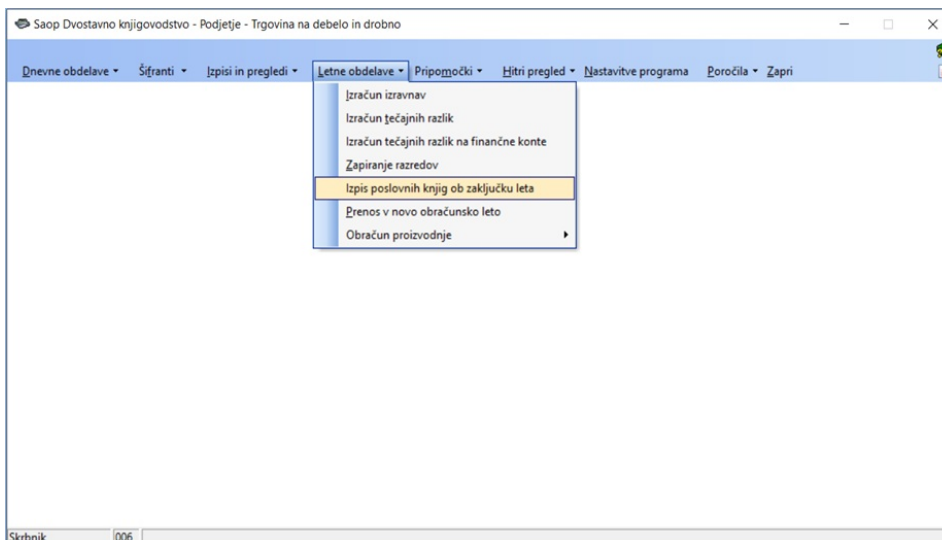 Saop Dvostavno knjigovodstvo - Podjetje - Trgovina na debelo in drobno
Dnevne obdelave Šifranti Izpisi in pregledi Letne obdelave Pripomočki Hitri pregled Nastavitve programa Poročila Zapri
Izračun izravnav
Izračun tečajnih razlik
Izračun tečajnih razlik na finančne konte
Zapiranje razredov
Izpis poslovnih knjig ob zaključku leta
Prenos v novo obračunsko leto
Obračun proizvodnje
Skrbnik 006